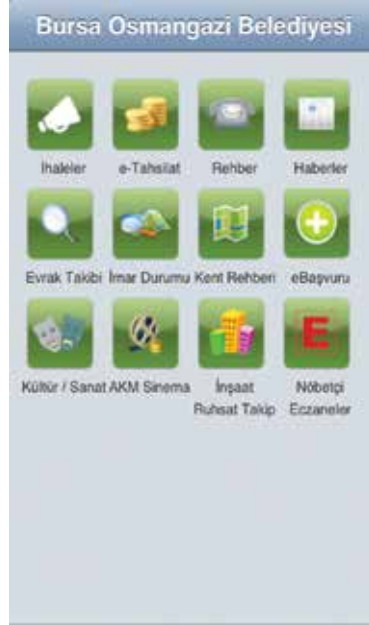 Bursa Osmangazi Belediyesi
İhaleler e-Tahsilat Rehber Haberler
Evrak Takibi İmar Durumu Kent Rehberi eBaşvuru
E
Kültür / Sanat AKM Sinema İnşaat Nöbetçi
Ruhsat Takip Eczaneler